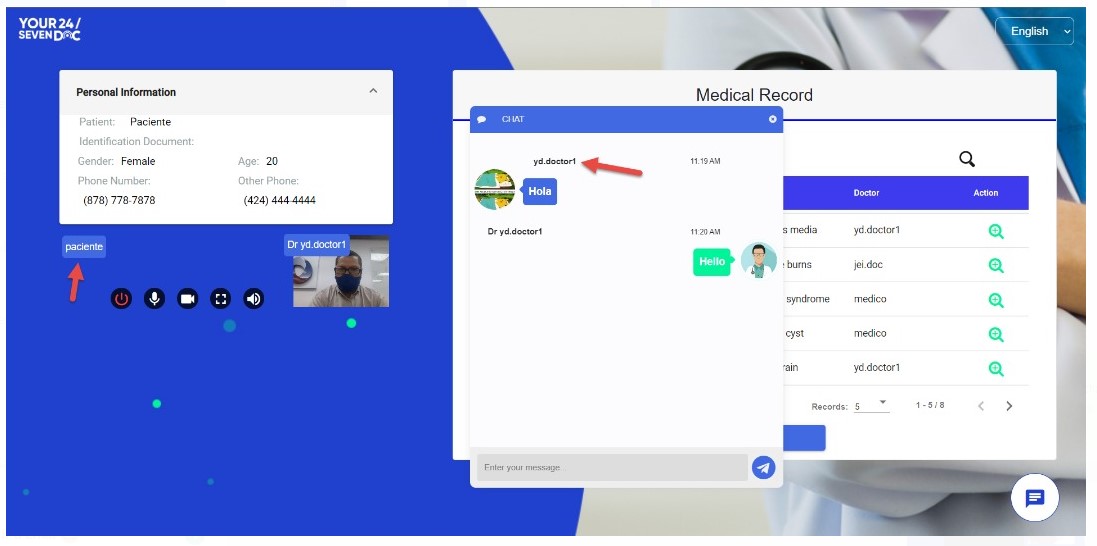 YOUR 24 /
SEVEN DOC
English
Personal Information
Patient: Paciente
Identification Document:
Gender: Female Age: 20
Phone Number: Other Phone:
(878) 778-7878 (424) 444-4444
paciente
Dr yd.doctor1
Medical Record
CHAT
yd.doctor1 11:19 AM
Hola
Dr yd.doctor1 11:20 AM
Hello
Enter your message...
Doctor Action
s media yd.doctor1
burns jei.doc
syndrome medico
cyst medico
rain yd.doctor1
Records: 5 1 - 5 / 8